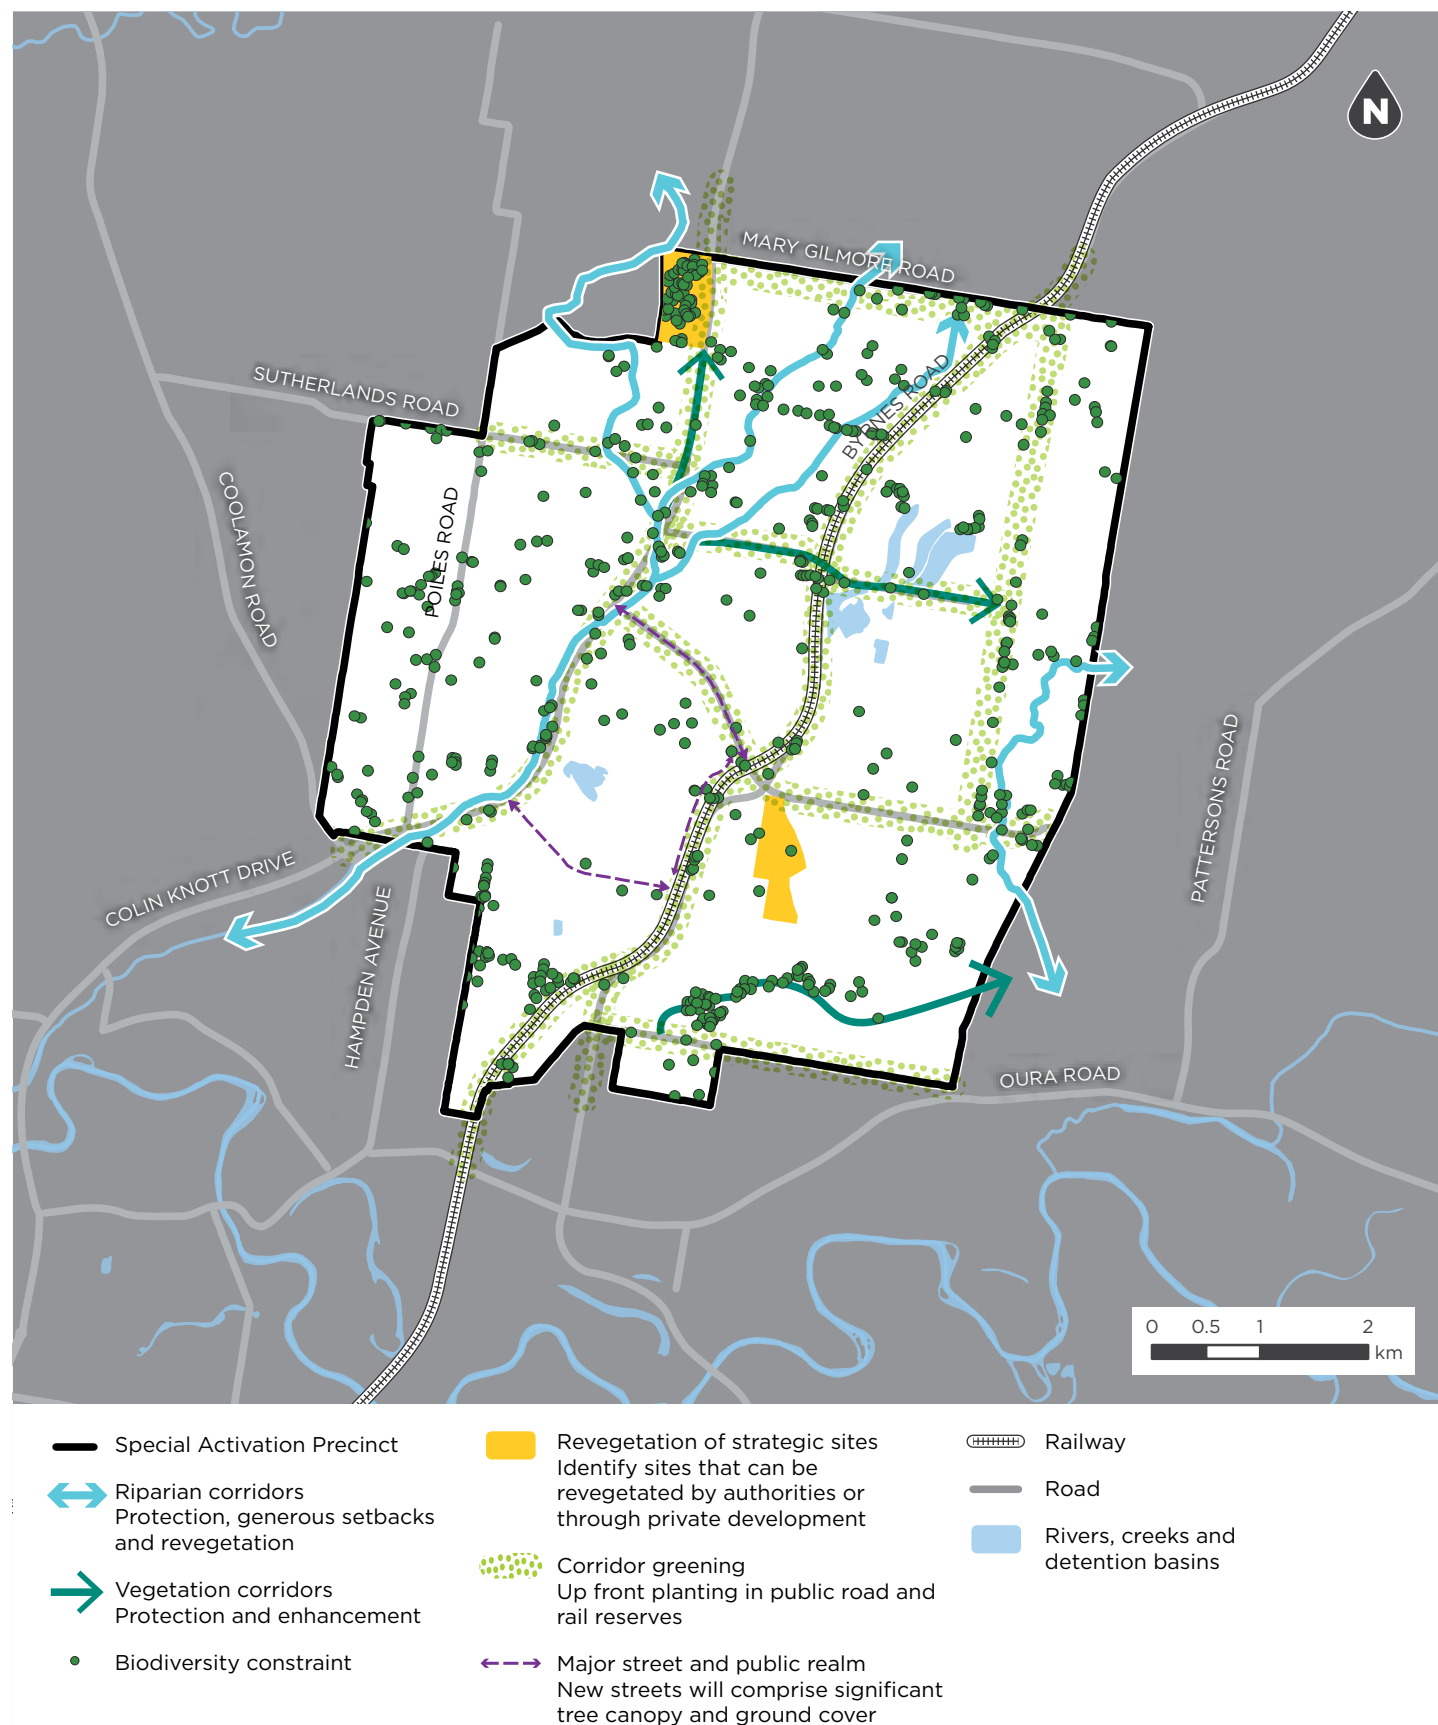 N
MARY GILMORE ROAD
BYRNES ROAD
SUTHERLANDS ROAD
COOLAMON ROAD
POILES ROAD
PATTERSONS ROAD
COLIN KNOTT DRIVE
HAMPDEN AVENUE
OURA ROAD
0 0.5 1 2
km
Special Activation Precinct
Riparian corridors
Protection, generous setbacks
and revegetation
Vegetation corridors
Protection and enhancement
Biodiversity constraint
Revegetation of strategic sites
Identify sites that can be
revegetated by authorities or
through private development
Corridor greening
Up front planting in public road and
rail reserves
Major street and public realm
New streets will comprise significant
tree canopy and ground cover
Railway
Road
Rivers, creeks and
detention basins